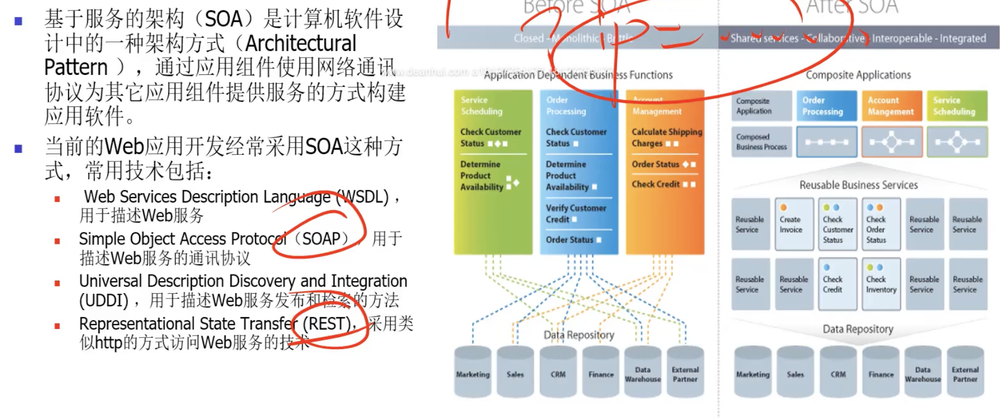 基于服务的架构（SOA）是计算机软件设
计中的一种架构方式（Architectural
Pattern ），通过应用组件使用网络通讯
协议为其它应用组件提供服务的方式构建
应用软件。
当前的Web应用开发经常采用SOA这种方
式，常用技术包括：
Web Services Description Language (WSDL) ，
用于描述Web服务
Simple Object Access Protocol（SOAP），用于
描述Web服务的通讯协议
Universal Description Discovery and Integration
(UDDI) ，用于描述Web服务发布和检索的方法
Representational State Transfer (REST)，采用类
似http的方式访问Web服务的技术
Before SOA
Closed - Monolithic - Brittle
Application Dependent Business Functions
Service
Scheduling
Check Customer
Status
Determine
Product
Availability
Order
Processing
Check Customer
Status
Determine
Product
Availability
Verify Customer
Credit
Order Status
Account
Management
Calculate Shipping
Charges
Order Status
Check Credit
Data Repository
Marketing
Sales
CRM
Finance
Data
Warehouse
External
Partner
After SOA
Shared services - Collaborative - Interoperable - Integrated
Composite Applications
Composite
Application
Order
Processing
Account
Mangement
Service
Scheduling
Composed
Business Process
Reusable Business Services
Reusable
Service
Create
Invoice
Check
Customer
Status
Check
Order
Status
Reusable
Service
Reusable
Service
Reusable
Service
Reusable
Service
Check
Credit
Check
Inventory
Reusable
Service
Reusable
Service
Data Repository
Marketing
Sales
CRM
Finance
Data
Warehouse
External
Partner